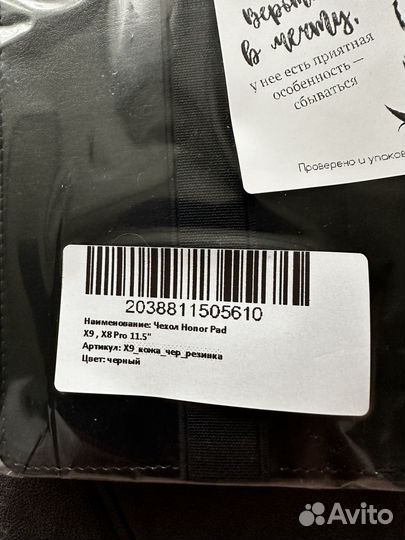 Верьте
в мечту,
у нее есть приятная
особенность —
сбываться
Проверено и упаков
2038811505610
Наименование: Чехол Honor Pad
X9 , X8 Pro 11.5"
Артикул: X9_кожа_чер_резинка
Цвет: черный
Avito